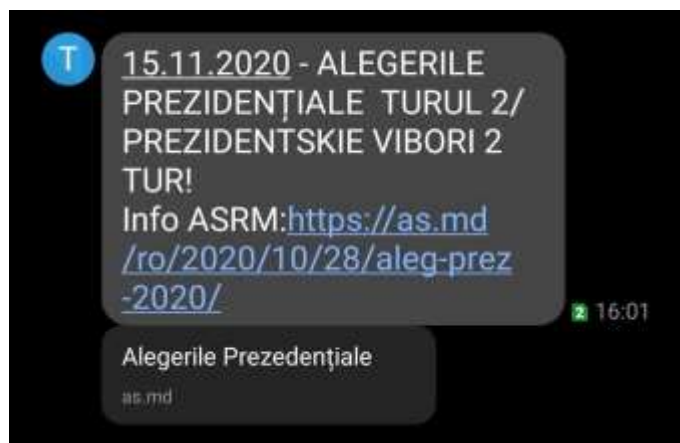 T
15.11.2020 - ALEGERILE
PREZIDENȚIALE TURUL 2/
PREZIDENTSKIE VIBORI 2
TUR!
Info ASRM:https://as.md
/ro/2020/10/28/aleg-prez
-2020/
2 16:01
Alegerile Prezedențiale
as.md